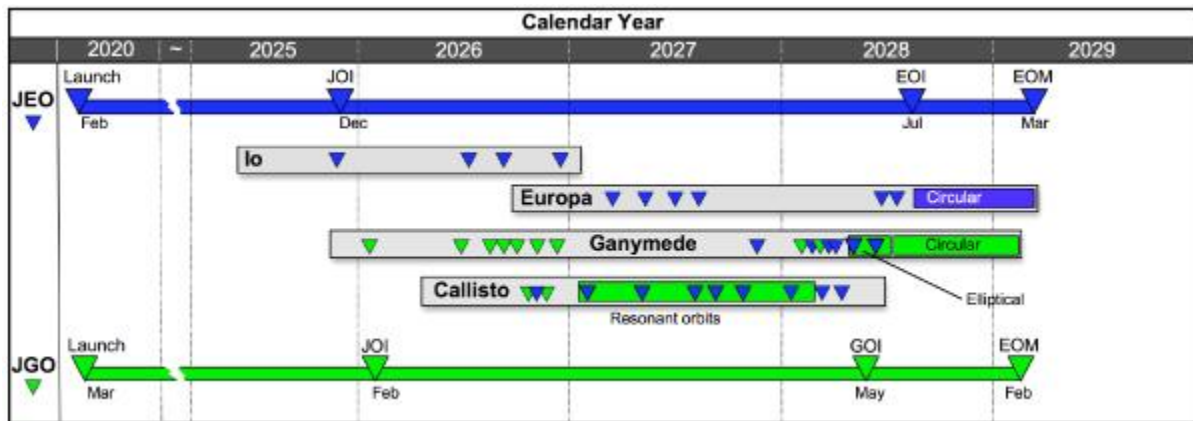 Calendar Year
2020 ~ 2025 2026 2027 2028 2029
Launch JOI EOI EOM
JEO
Feb Dec Jul Mar
Io
Europa Circular
Ganymede Circular
Elliptical
Callisto
Resonant orbits
Launch JOI GOI EOM
JGO
Mar Feb May Feb